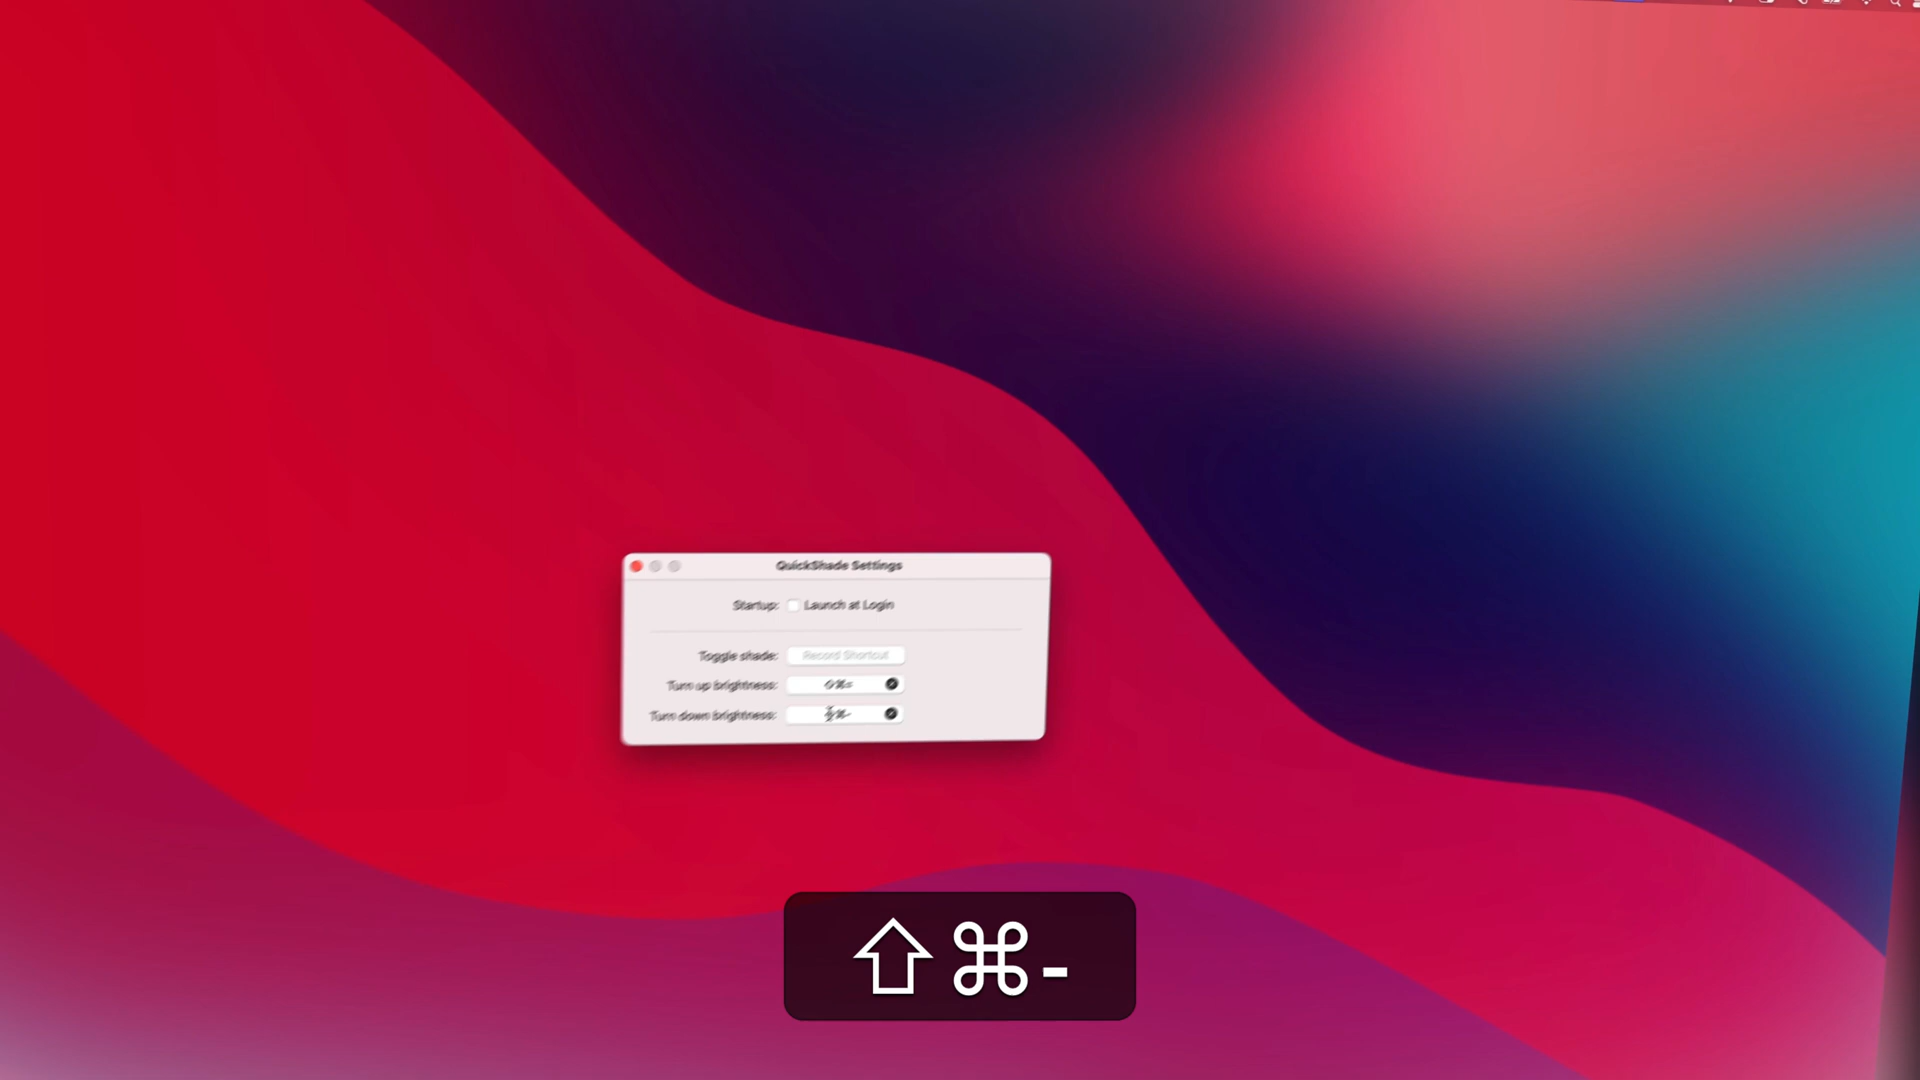 QuickShade Settings
Startup: Launch at Login
Toggle shade: Record Shortcut
Turn up brightness: ⇧⌘=
Turn down brightness: ⇧⌘-
⇧⌘-